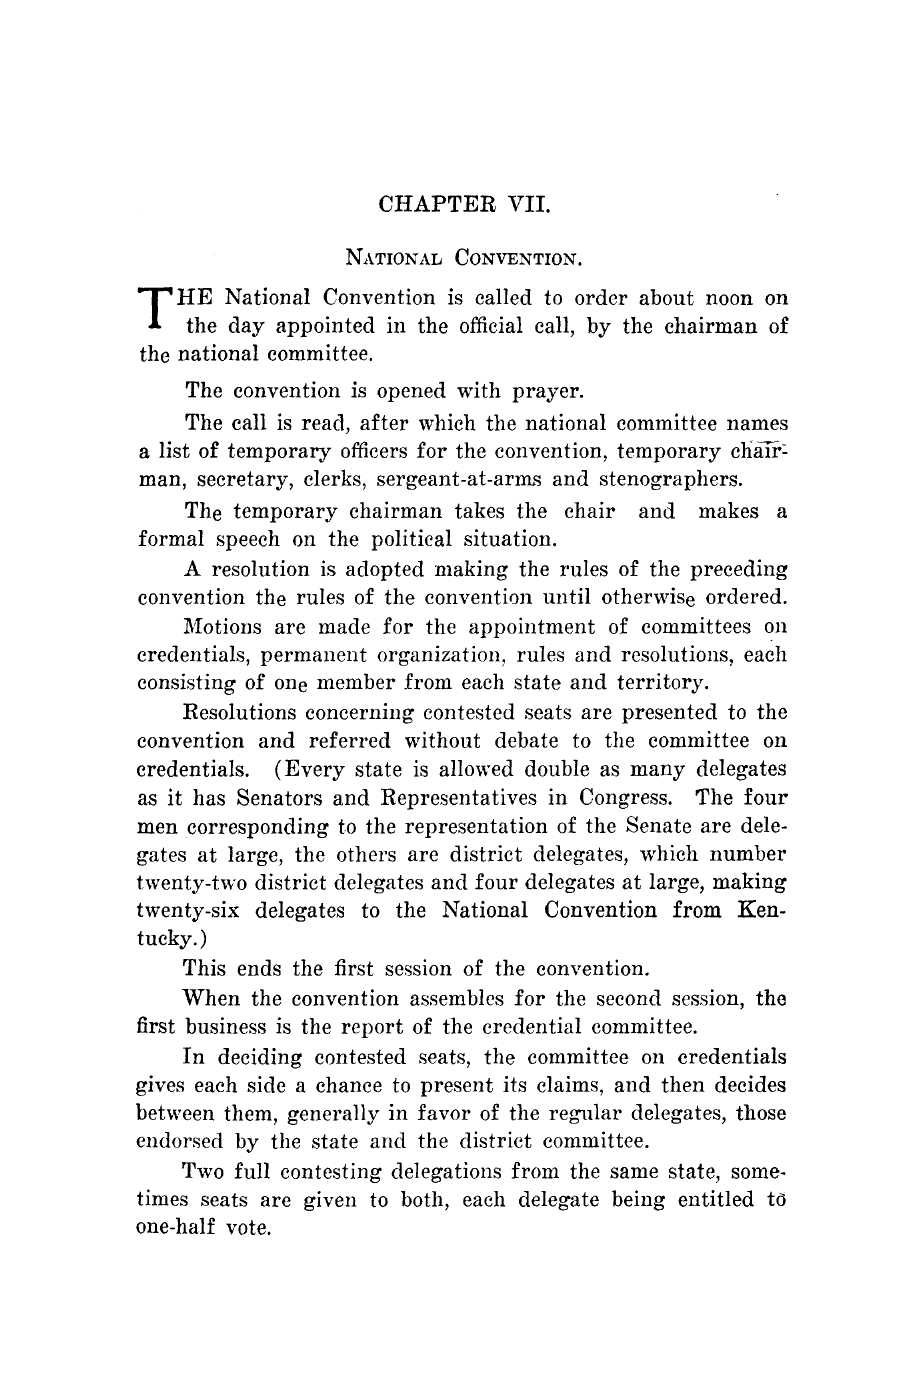 CHAPTER VII.
NATIONAL CONVENTION.
THE National Convention is called to order about noon on
the day appointed in the official call, by the chairman of
the national committee.
The convention is opened with prayer.
The call is read, after which the national committee names
a list of temporary officers for the convention, temporary chair-
man, secretary, clerks, sergeant-at-arms and stenographers.
The temporary chairman takes the chair and makes a
formal speech on the political situation.
A resolution is adopted making the rules of the preceding
convention the rules of the convention until otherwise ordered.
Motions are made for the appointment of committees on
credentials, permanent organization, rules and resolutions, each
consisting of one member from each state and territory.
Resolutions concerning contested seats are presented to the
convention and referred without debate to the committee on
credentials. (Every state is allowed double as many delegates
as it has Senators and Representatives in Congress. The four
men corresponding to the representation of the Senate are dele-
gates at large, the others are district delegates, which number
twenty-two district delegates and four delegates at large, making
twenty-six delegates to the National Convention from Ken-
tucky.)
This ends the first session of the convention.
When the convention assembles for the second session, the
first business is the report of the credential committee.
In deciding contested seats, the committee on credentials
gives each side a chance to present its claims, and then decides
between them, generally in favor of the regular delegates, those
endorsed by the state and the district committee.
Two full contesting delegations from the same state, some-
times seats are given to both, each delegate being entitled to
one-half vote.